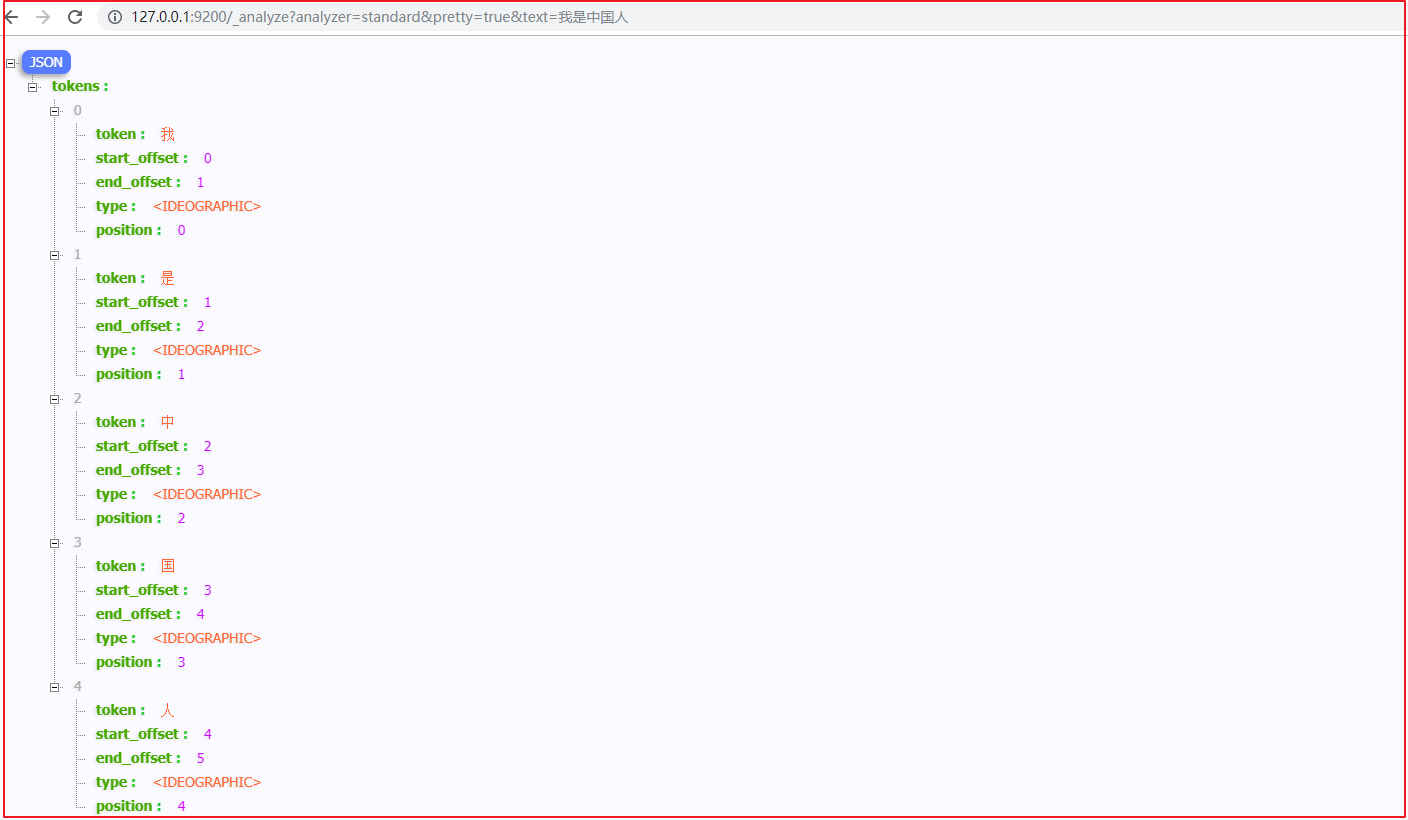 127.0.0.1:9200/_analyze?analyzer=standard&pretty=true&text=我是中国人
JSON
tokens :
0
token : 我
start_offset : 0
end_offset : 1
type : <IDEOGRAPHIC>
position : 0
1
token : 是
start_offset : 1
end_offset : 2
type : <IDEOGRAPHIC>
position : 1
2
token : 中
start_offset : 2
end_offset : 3
type : <IDEOGRAPHIC>
position : 2
3
token : 国
start_offset : 3
end_offset : 4
type : <IDEOGRAPHIC>
position : 3
4
token : 人
start_offset : 4
end_offset : 5
type : <IDEOGRAPHIC>
position : 4